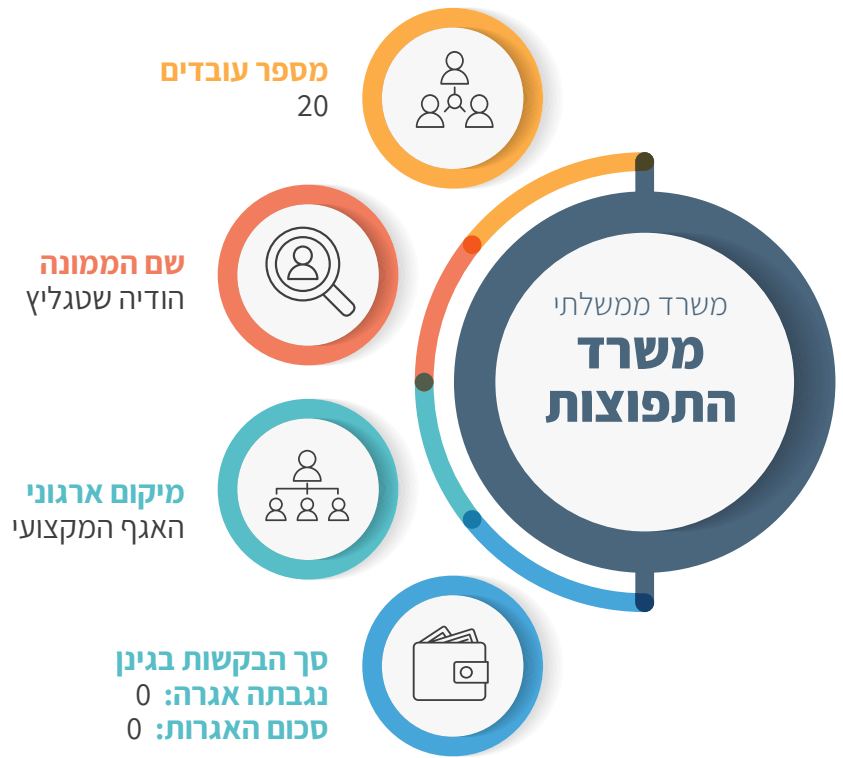 משרד ממשלתי
משרד
התפוצות
מספר עובדים
20
שם הממונה
הודיה שטגליץ
מיקום ארגוני
האגף המקצועי
סך הבקשות בגינן
נגבתה אגרה: 0
סכום האגרות: 0